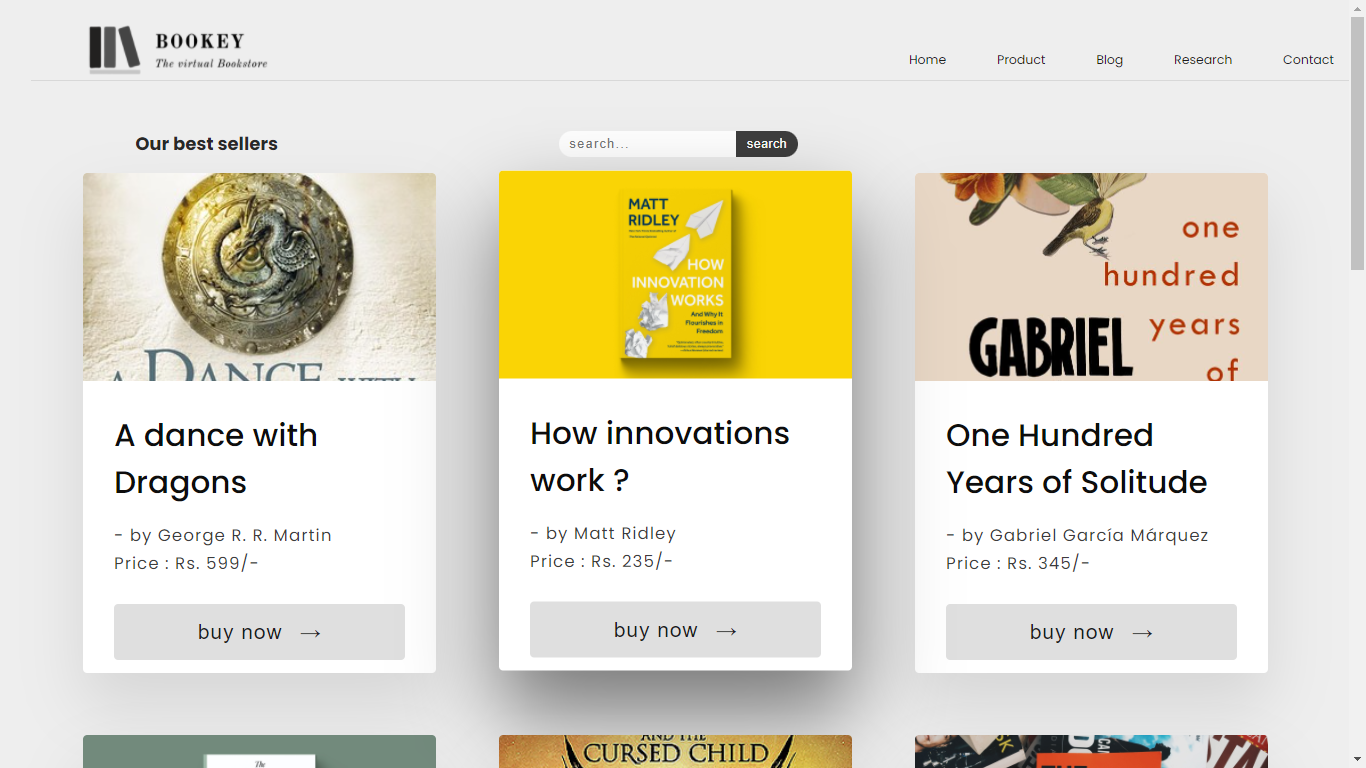 BOOKEY
The virtual Bookstore
Home
Product
Blog
Research
Contact
Our best sellers
search...
search
A DANCE WITH
A dance with
Dragons
- by George R. R. Martin
Price : Rs. 599/-
buy now →
MATT
RIDLEY
HOW
INNOVATION
WORKS
And Why It
Flourishes in
Freedom
How innovations
work ?
- by Matt Ridley
Price : Rs. 235/-
buy now →
one
hundred
years
of
GABRIEL
One Hundred
Years of Solitude
- by Gabriel García Márquez
Price : Rs. 345/-
buy now →
The
AND THE
CURSED CHILD
THE